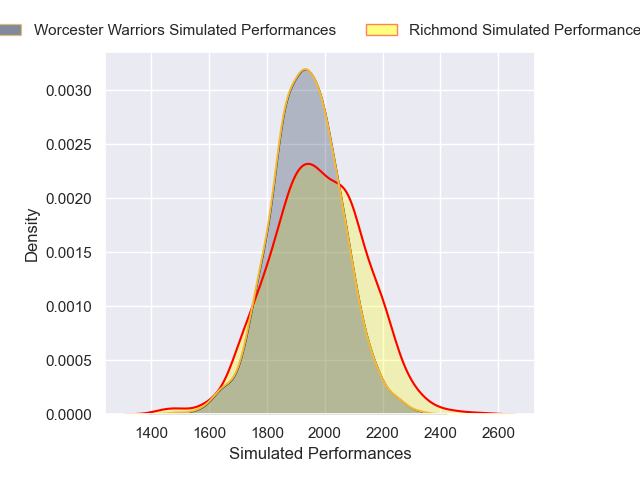 Worcester Warriors Simulated Performances Richmond Simulated Performance
0.0030
0.0025
0.0020
0.0015
0.0010
0.0005
0.0000
Density
1400 1600 1800 2000 2200 2400 2600
Simulated Performances